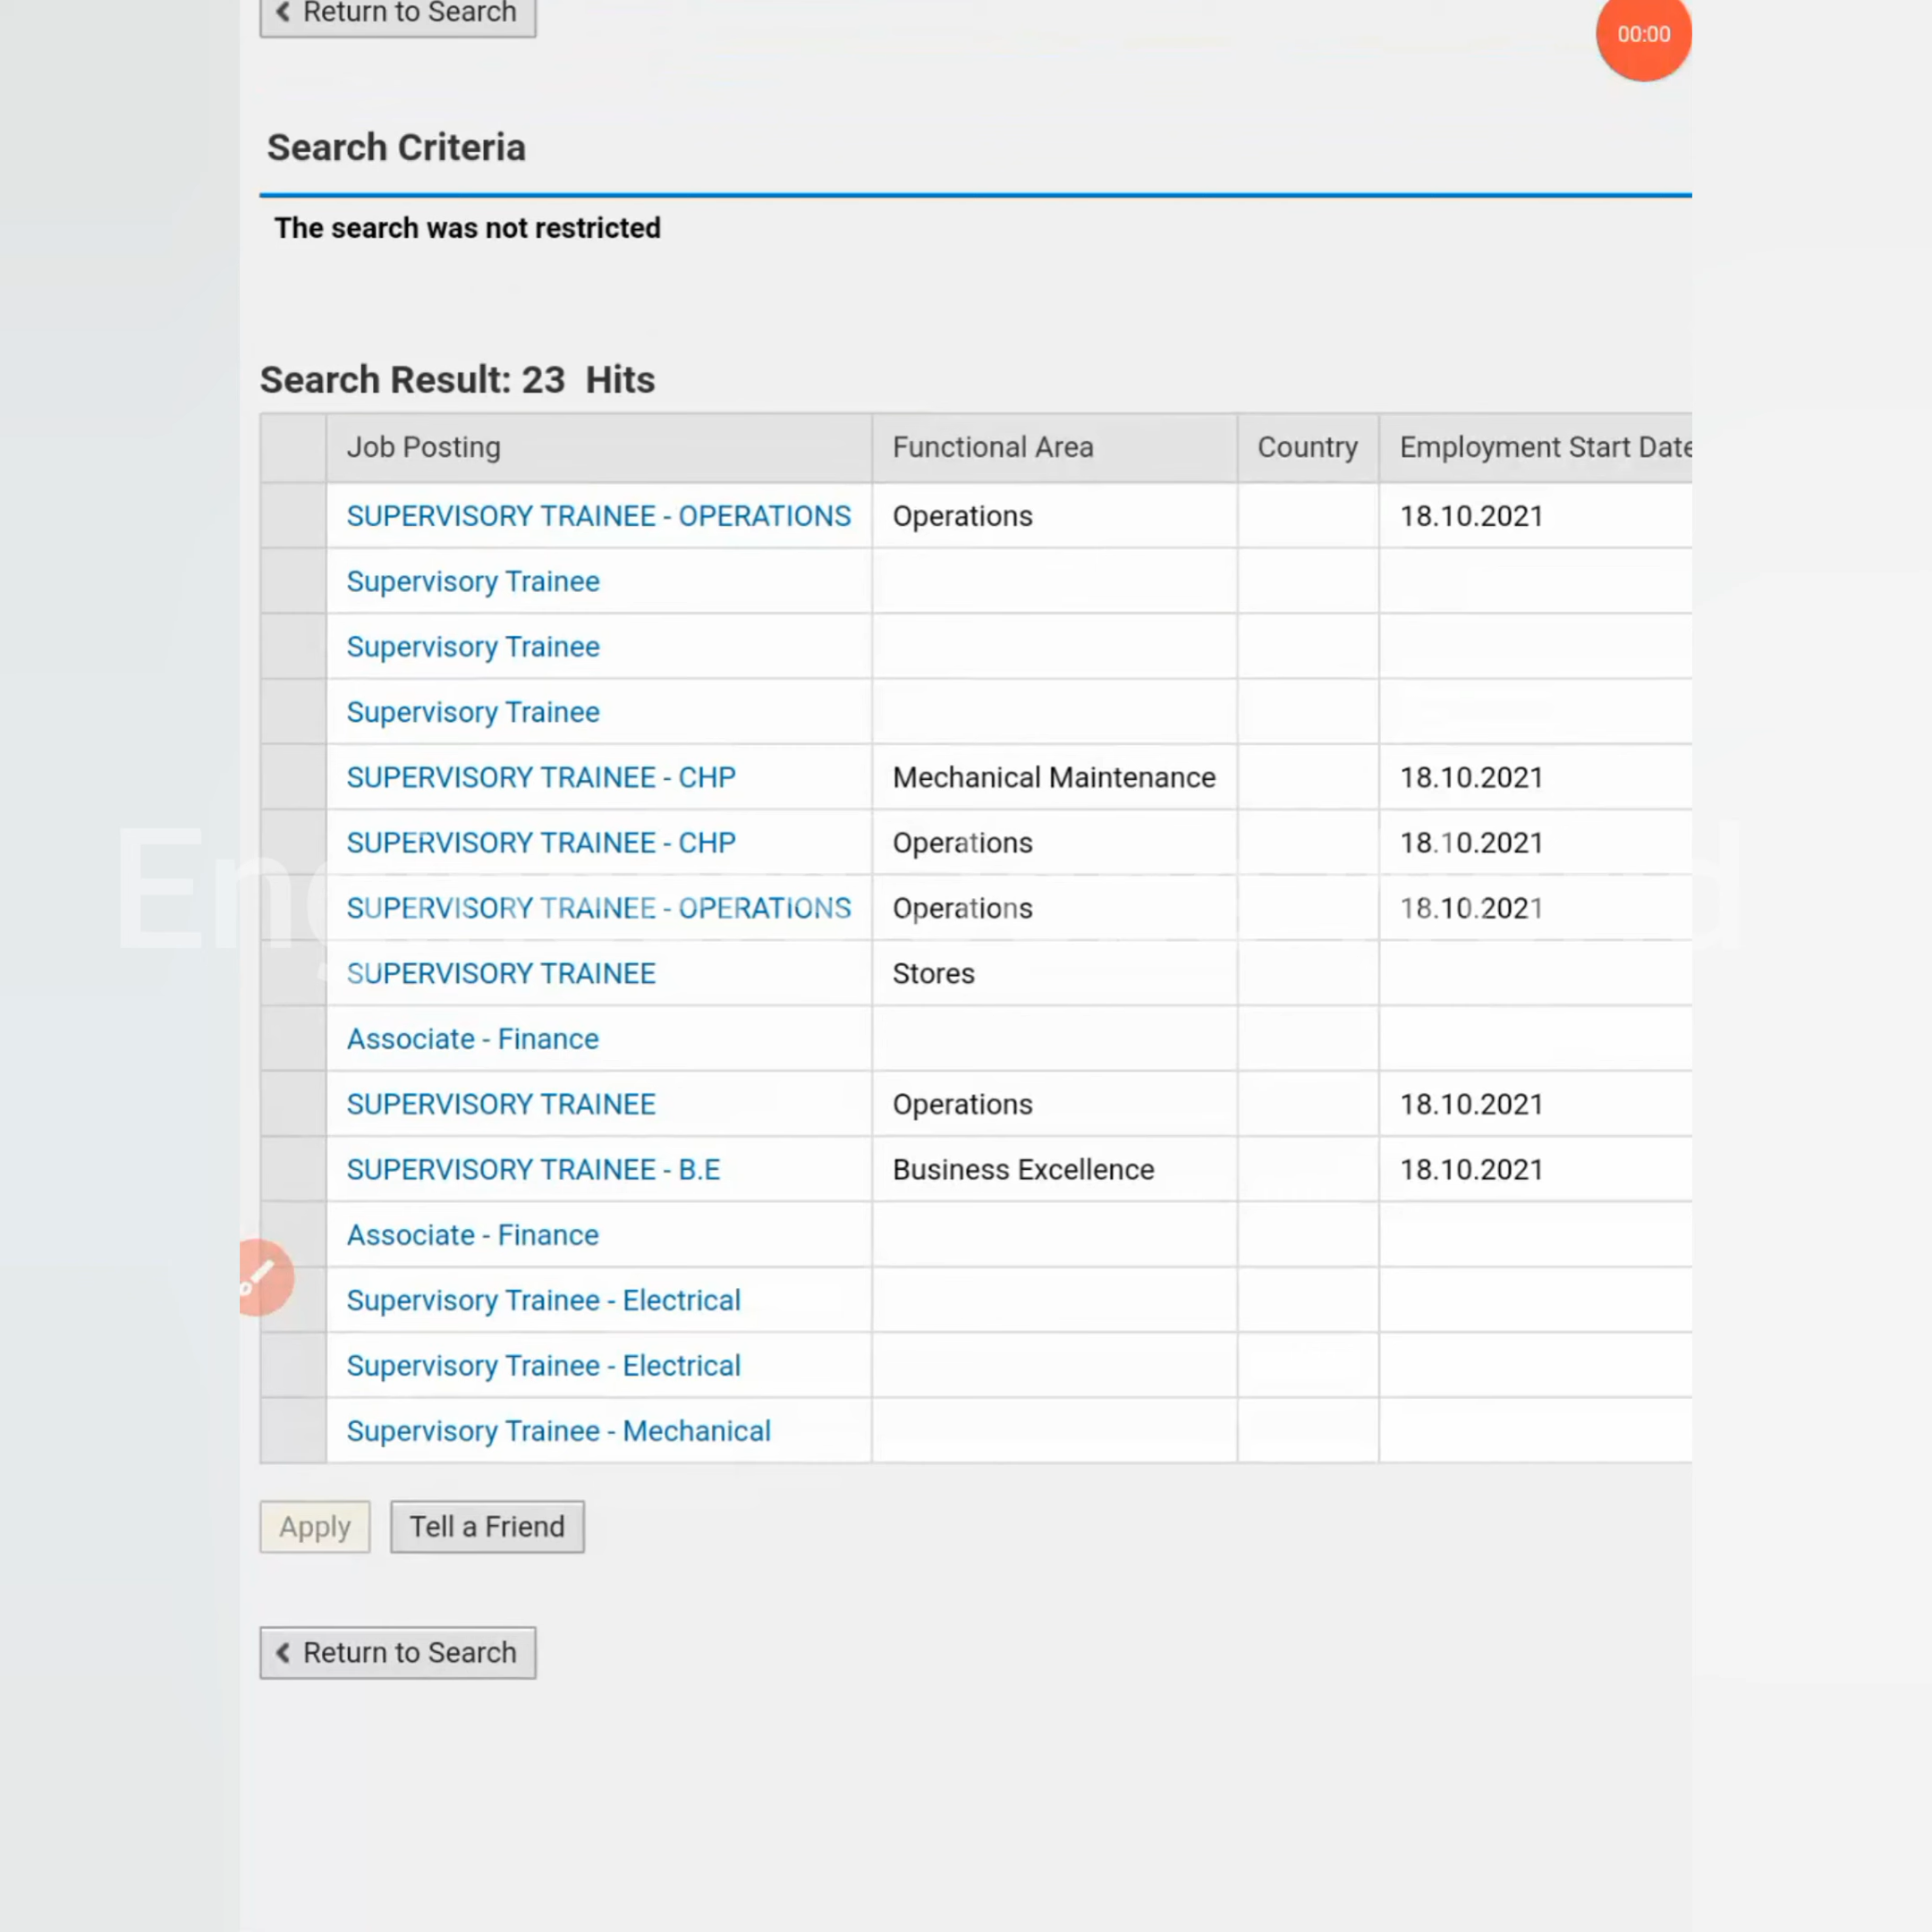 Return to Search
00:00
Search Criteria
The search was not restricted
Search Result: 23 Hits
Job Posting Functional Area Country Employment Start Date
SUPERVISORY TRAINEE - OPERATIONS Operations 18.10.2021
Supervisory Trainee
Supervisory Trainee
Supervisory Trainee
SUPERVISORY TRAINEE - CHP Mechanical Maintenance 18.10.2021
SUPERVISORY TRAINEE - CHP Operations 18.10.2021
SUPERVISORY TRAINEE - OPERATIONS Operations 18.10.2021
SUPERVISORY TRAINEE Stores
Associate - Finance
SUPERVISORY TRAINEE Operations 18.10.2021
SUPERVISORY TRAINEE - B.E Business Excellence 18.10.2021
Associate - Finance
Supervisory Trainee - Electrical
Supervisory Trainee - Electrical
Supervisory Trainee - Mechanical
Apply Tell a Friend
Return to Search